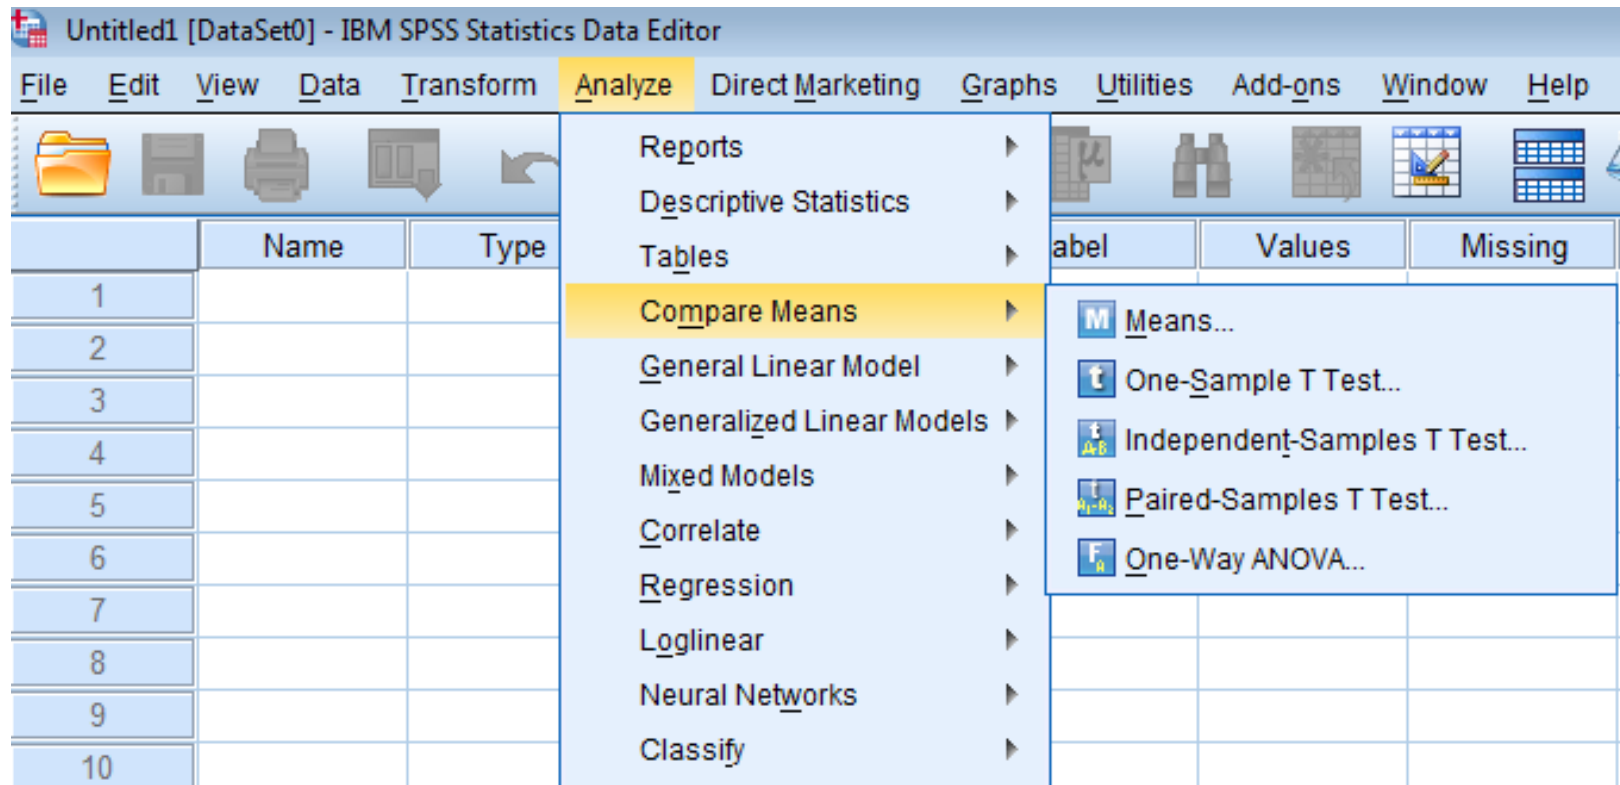 Untitled1 [DataSet0] - IBM SPSS Statistics Data Editor
File Edit View Data Transform Analyze Direct Marketing Graphs Utilities Add-ons Window Help
Name Type abel Values Missing
1
2
3
4
5
6
7
8
9
10
Reports
Descriptive Statistics
Tables
Compare Means
General Linear Model
Generalized Linear Models
Mixed Models
Correlate
Regression
Loglinear
Neural Networks
Classify
M Means...
t One-Sample T Test...
t A-B Independent-Samples T Test...
t A1-A2 Paired-Samples T Test...
FA One-Way ANOVA...
μ